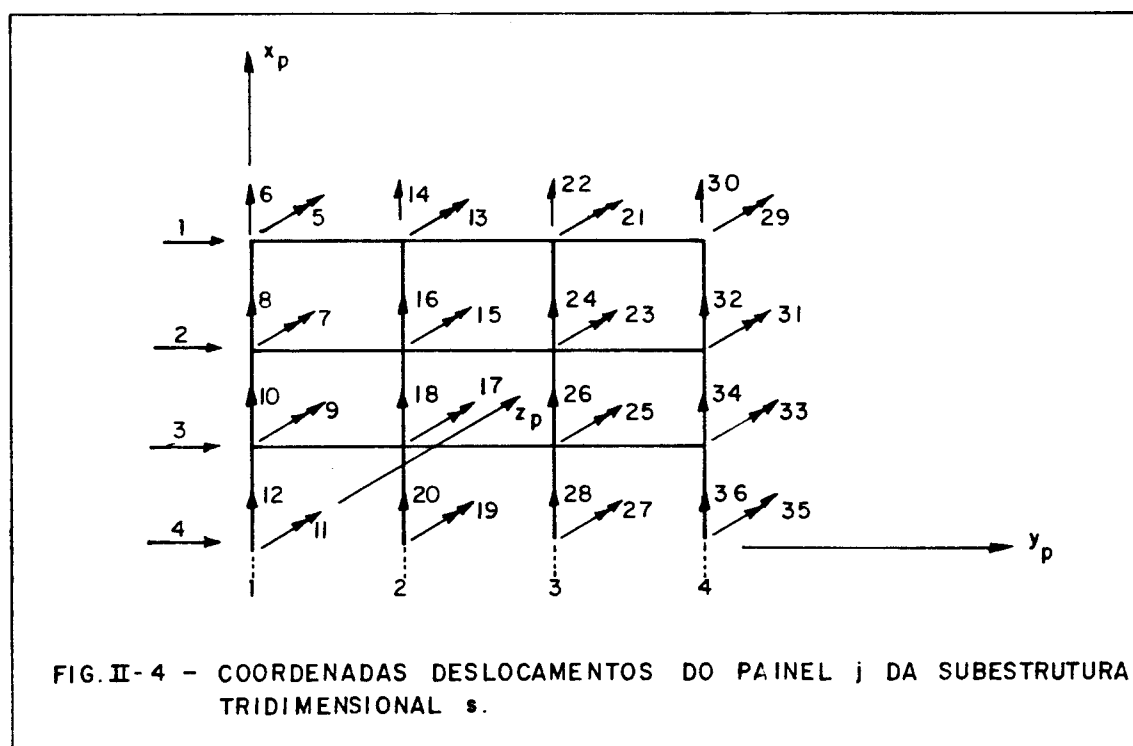 x_p
6 14 22 30
1 5 13 21 29
8 16 24 32
2 7 15 23 31
10 18 17 26 34
3 9 z_p 25 33
12 20 28 36
4 11 19 27 35
y_p
1 2 3 4
FIG. II-4 - COORDENADAS DESLOCAMENTOS DO PAINEL j DA SUBESTRUTURA
TRIDIMENSIONAL s.